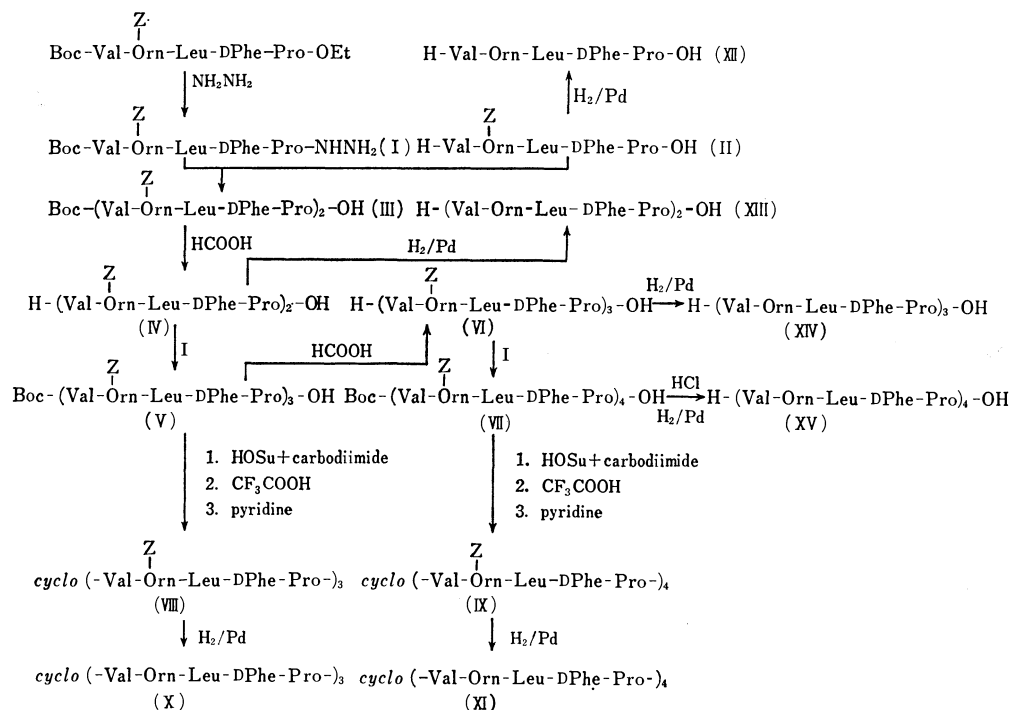 Z
Boc-Val-Orn-Leu-DPhe-Pro-OEt H-Val-Orn-Leu-DPhe-Pro-OH (XII)
NH₂NH₂ H₂/Pd
Z Z
Boc-Val-Orn-Leu-DPhe-Pro-NHNH₂(I) H-Val-Orn-Leu-DPhe-Pro-OH (II)
Z
Boc-(Val-Orn-Leu-DPhe-Pro)₂-OH (III) H-(Val-Orn-Leu-DPhe-Pro)₂-OH (XIII)
HCOOH H₂/Pd
Z Z
H-(Val-Orn-Leu-DPhe-Pro)₂-OH H-(Val-Orn-Leu-DPhe-Pro)₃-OH H₂/Pd H-(Val-Orn-Leu-DPhe-Pro)₃-OH
(IV) (VI) (XIV)
I HCOOH I
Z Z
Boc-(Val-Orn-Leu-DPhe-Pro)₃-OH Boc-(Val-Orn-Leu-DPhe-Pro)₄-OH HCl H₂/Pd H-(Val-Orn-Leu-DPhe-Pro)₄-OH
(V) (VII) (XV)
1. HOSu+carbodiimide 1. HOSu+carbodiimide
2. CF₃COOH 2. CF₃COOH
3. pyridine 3. pyridine
Z Z
cyclo (-Val-Orn-Leu-DPhe-Pro-)₃ cyclo (-Val-Orn-Leu-DPhe-Pro-)₄
(VIII) (IX)
H₂/Pd H₂/Pd
cyclo (-Val-Orn-Leu-DPhe-Pro-)₃ cyclo (-Val-Orn-Leu-DPhe-Pro-)₄
(X) (XI)